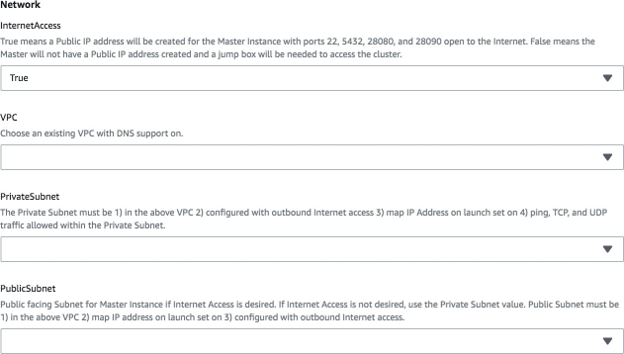 Network
InternetAccess
True means a Public IP address will be created for the Master Instance with ports 22, 5432, 28080, and 28090 open to the Internet. False means the
Master will not have a Public IP address created and a jump box will be needed to access the cluster.
True
VPC
Choose an existing VPC with DNS support on.
PrivateSubnet
The Private Subnet must be 1) in the above VPC 2) configured with outbound Internet access 3) map IP Address on launch set on 4) ping, TCP, and UDP
traffic allowed within the Private Subnet.
PublicSubnet
Public facing Subnet for Master Instance if Internet Access is desired. If Internet Access is not desired, use the Private Subnet value. Public Subnet must be
1) in the above VPC 2) map IP address on launch set on 3) configured with outbound Internet access.